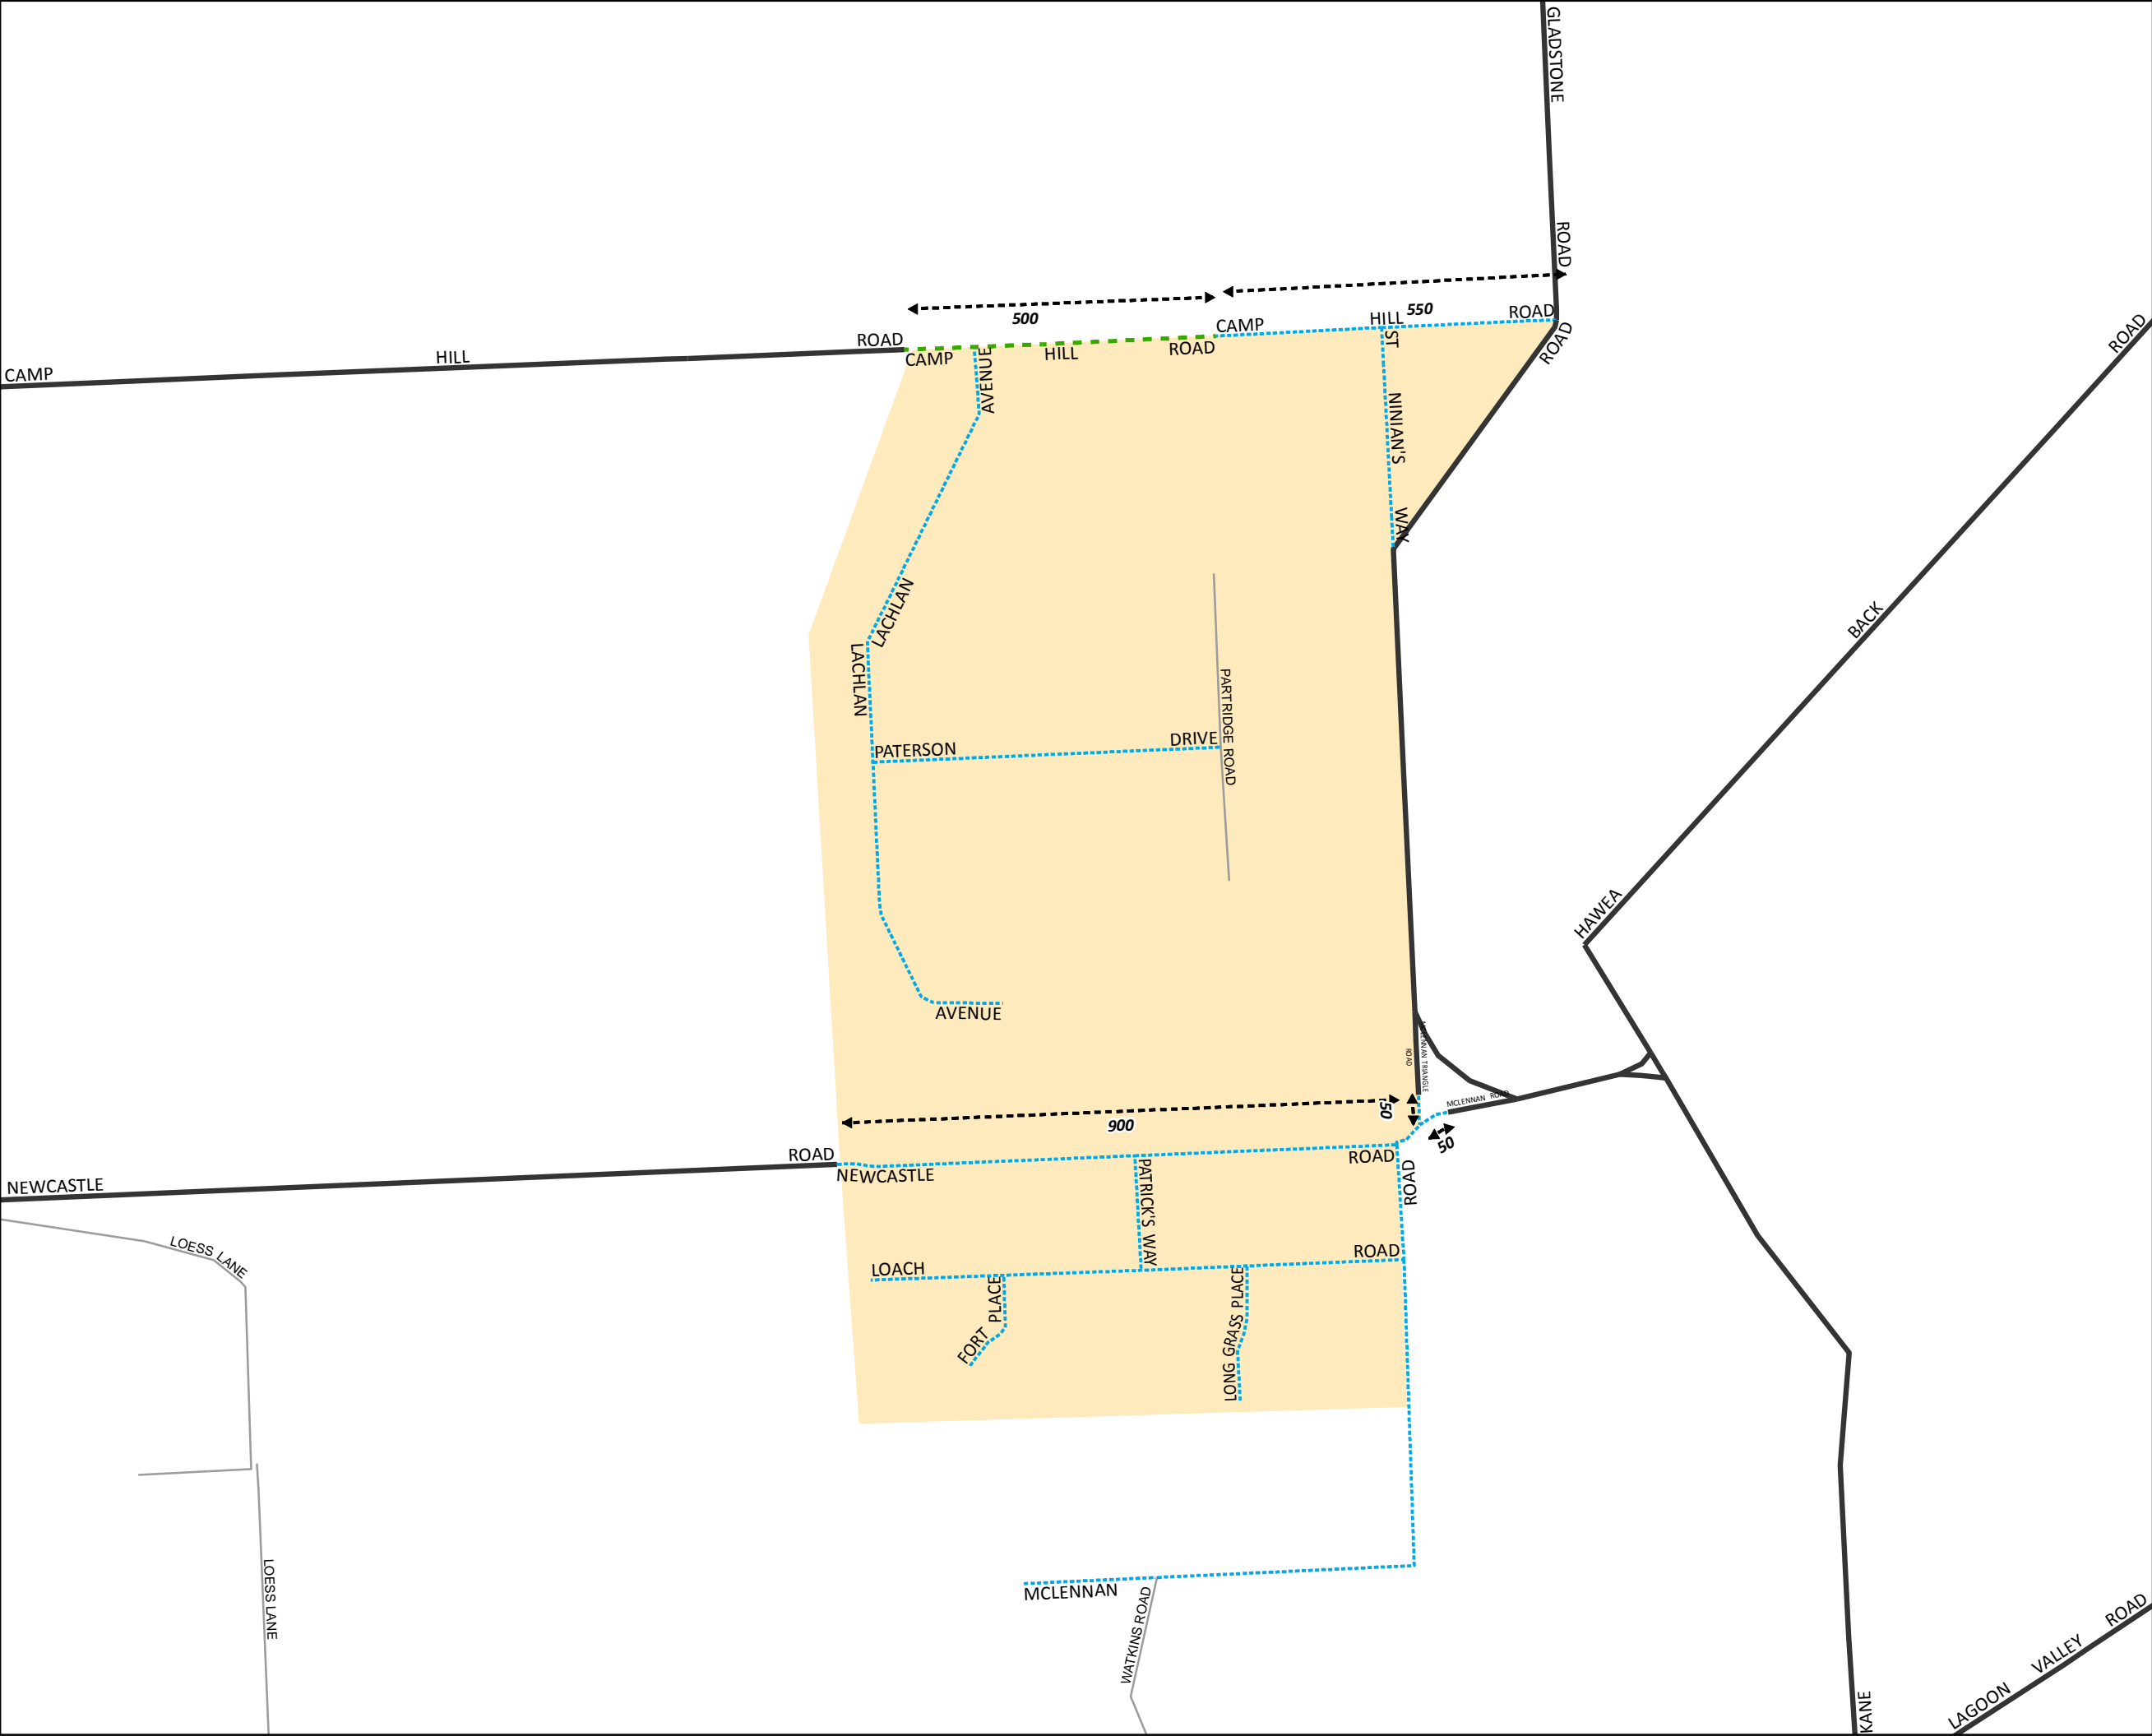 GLADSTONE
ROAD
ROAD
500
550
CAMP
HILL
ROAD
CAMP
HILL
ROAD
CAMP
HILL
ROAD
AVENUE
ST
NINIAN'S
WAY
ROAD
BACK
HAWEA
LACHLAN
LACHLAN
PARTRIDGE ROAD
PATERSON
DRIVE
AVENUE
ROAD
MCLENNAN TRIANGLE
MCLENNAN ROAD
900
50
50
NEWCASTLE
ROAD
NEWCASTLE
ROAD
ROAD
PATRICK'S WAY
LOESS LANE
LOACH
ROAD
FORT PLACE
LONG GRASS PLACE
LOESS LANE
MCLENNAN
WATKINS ROAD
KANE
LAGOON
VALLEY
ROAD